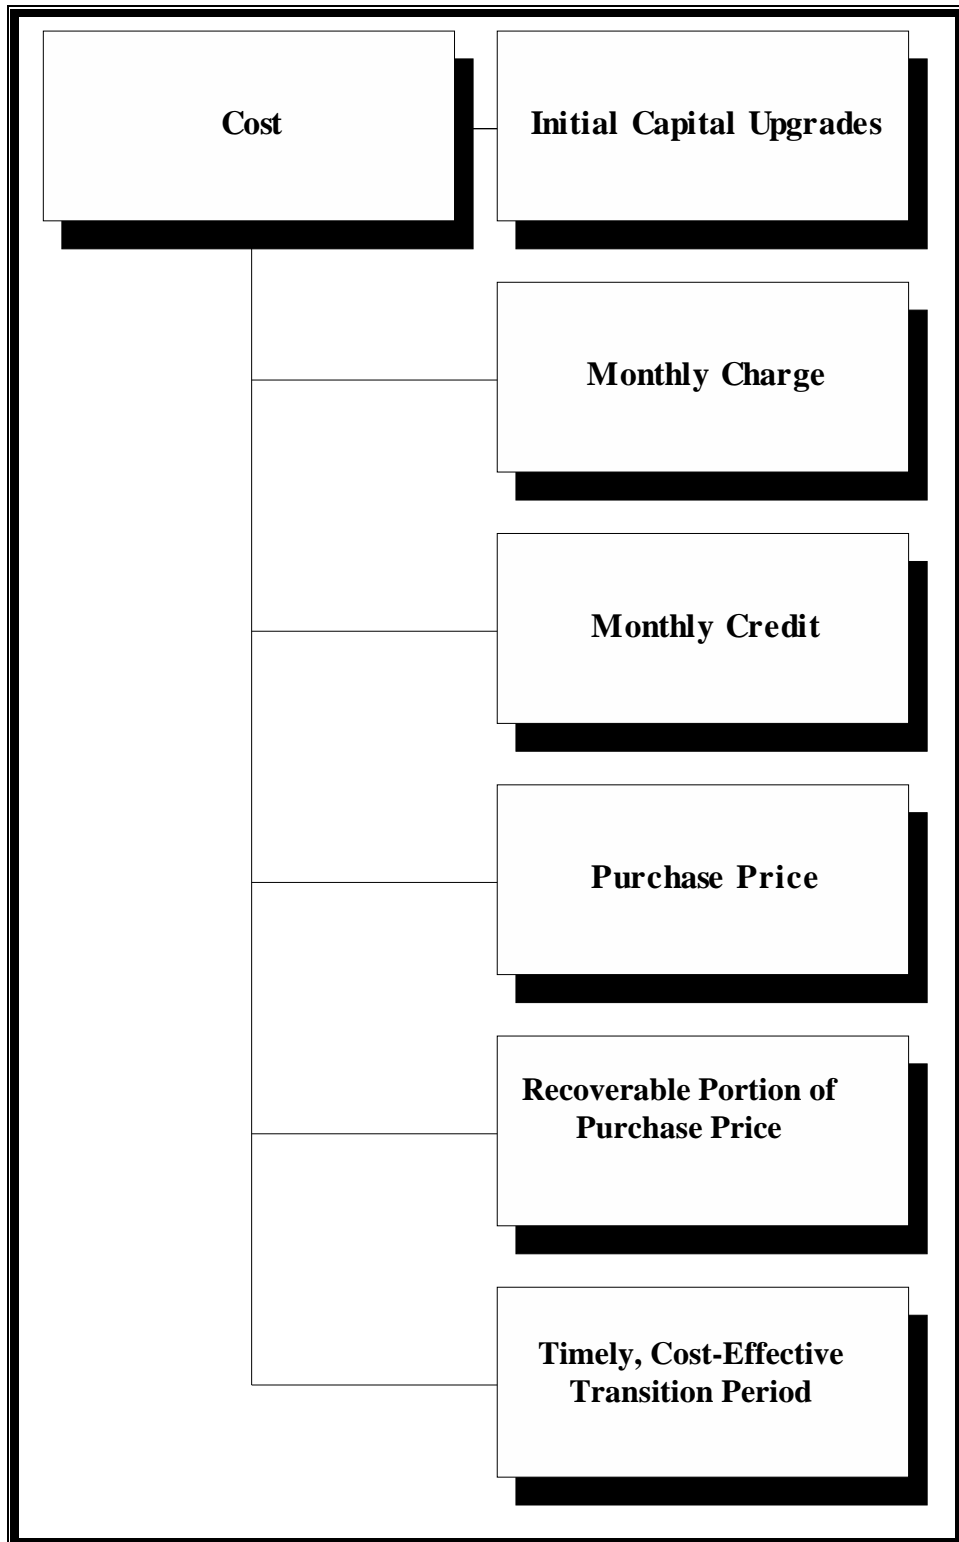 Cost
Initial Capital Upgrades
Monthly Charge
Monthly Credit
Purchase Price
Recoverable Portion of
Purchase Price
Timely, Cost-Effective
Transition Period